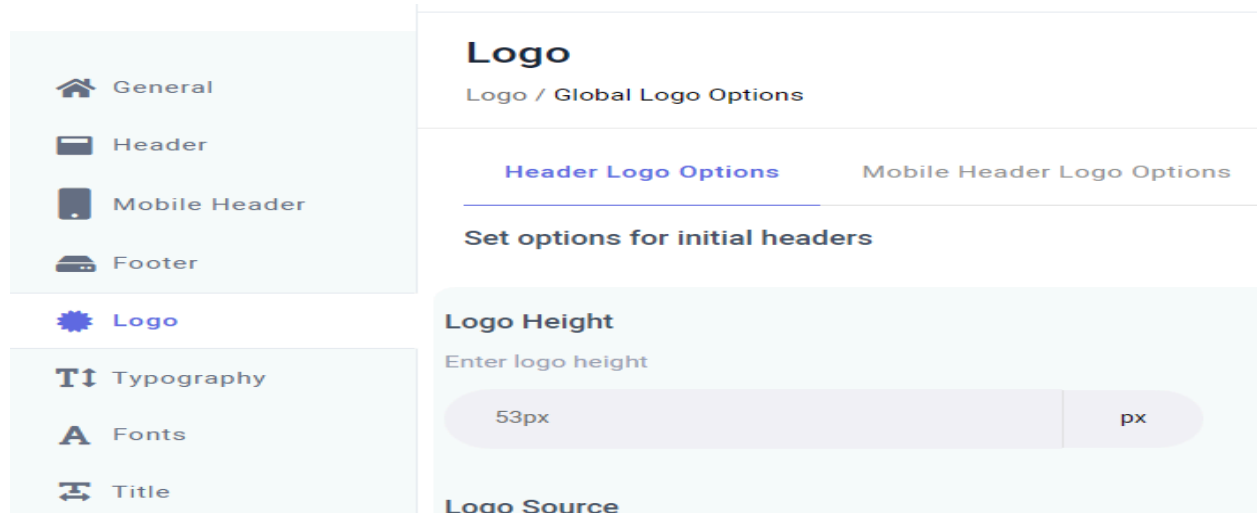 General
Header
Mobile Header
Footer
Logo
Typography
Fonts
Title
Logo
Logo / Global Logo Options
Header Logo Options
Mobile Header Logo Options
Set options for initial headers
Logo Height
Enter logo height
53px
px
Logo Source